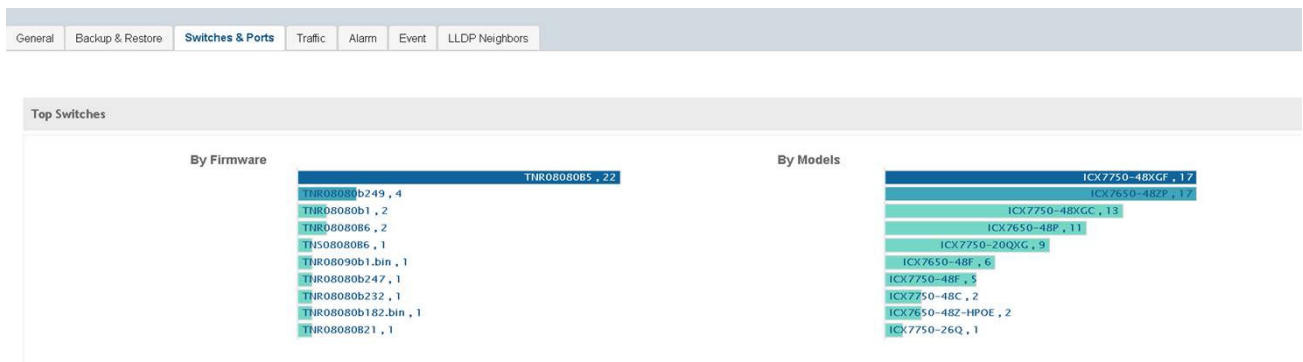 General Backup & Restore Switches & Ports Traffic Alarm Event LLDP Neighbors
Top Switches
By Firmware
TNR08080B5 , 22
TNR08080b249 , 4
TNR08080b1 , 2
TNR08080B6 , 2
TNS08080B6 , 1
TNR08090b1.bin , 1
TNR08080b247 , 1
TNR08080b232 , 1
TNR08080b182.bin , 1
TNR08080B21 , 1
By Models
ICX7750-48XGF , 17
ICX7650-48ZP , 17
ICX7750-48XGC , 13
ICX7650-48P , 11
ICX7750-20QXG , 9
ICX7650-48F , 6
ICX7750-48F , 5
ICX7750-48C , 2
ICX7650-48Z-HPOE , 2
ICX7750-26Q , 1